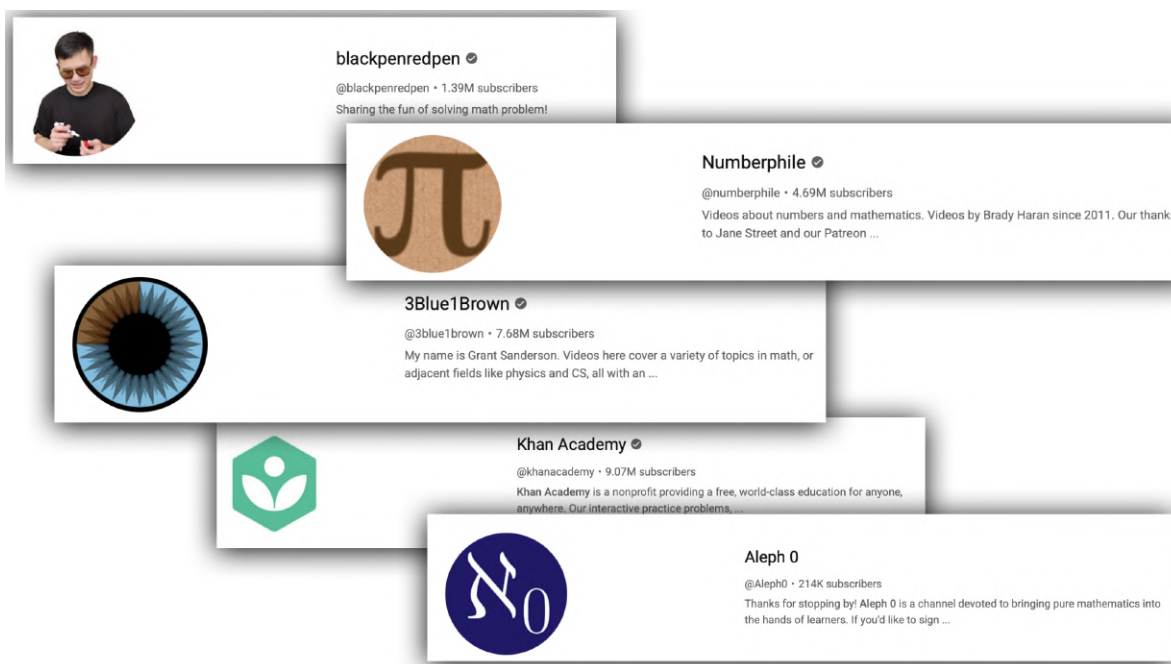 blackpenredpen
@blackpenredpen • 1.39M subscribers
Sharing the fun of solving math problem!
π
Numberphile
@numberphile • 4.69M subscribers
Videos about numbers and mathematics. Videos by Brady Haran since 2011. Our thanks
to Jane Street and our Patreon ...
3Blue1Brown
@3blue1brown • 7.68M subscribers
My name is Grant Sanderson. Videos here cover a variety of topics in math, or
adjacent fields like physics and CS, all with an ...
Khan Academy
@khanacademy • 9.07M subscribers
Khan Academy is a nonprofit providing a free, world-class education for anyone,
anywhere. Our interactive practice problems, ...
ℵ0
Aleph 0
@Aleph0 • 214K subscribers
Thanks for stopping by! Aleph 0 is a channel devoted to bringing pure mathematics into
the hands of learners. If you'd like to sign ...